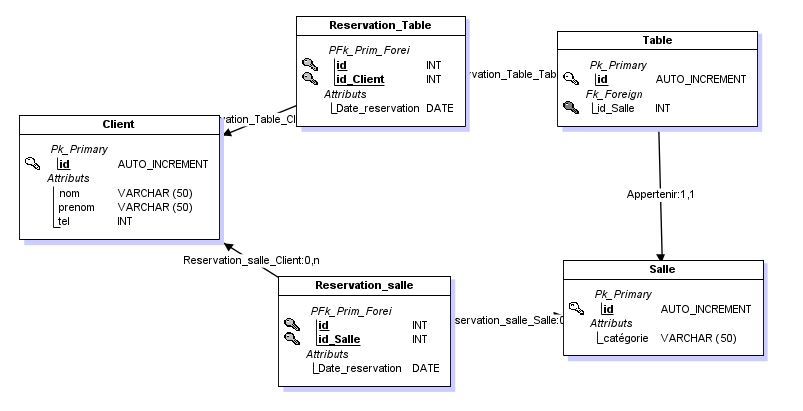 Reservation_Table
PFk_Prim_Forei
id INT
id_Client INT
Attributs
Date_reservation DATE
Table
Pk_Primary
id AUTO_INCREMENT
Fk_Foreign
id_Salle INT
rvation_Table_Tab
vation_Table_Cl
Client
Pk_Primary
id AUTO_INCREMENT
Attributs
nom VARCHAR (50)
prenom VARCHAR (50)
tel INT
Appertenir:1,1
Reservation_salle_Client:0,n
Reservation_salle
PFk_Prim_Forei
id INT
id_Salle INT
Attributs
Date_reservation DATE
servation_salle_Salle:0
Salle
Pk_Primary
id AUTO_INCREMENT
Attributs
catégorie VARCHAR (50)